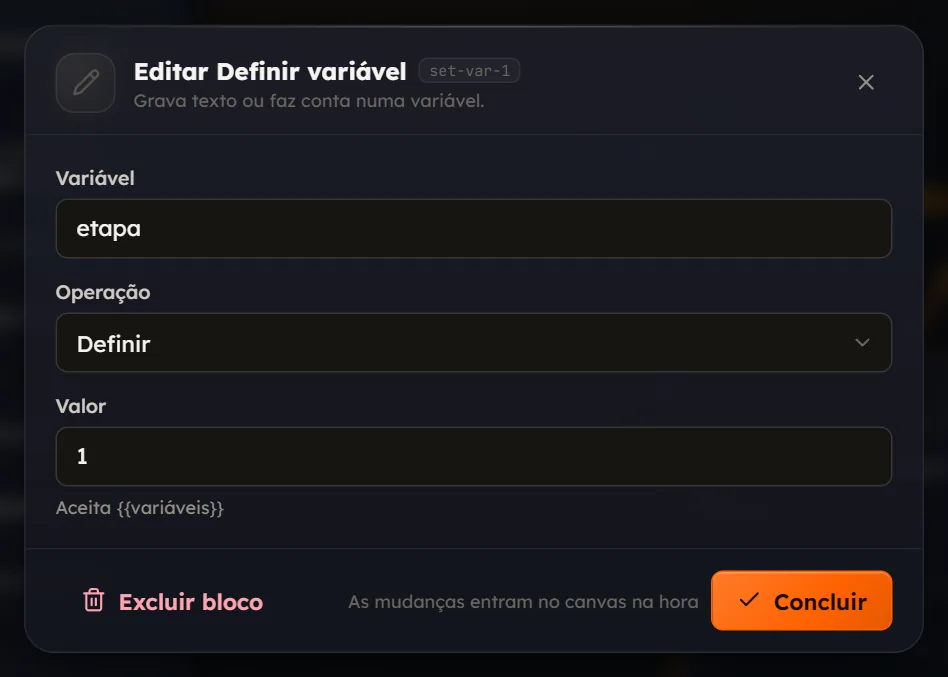 Editar Definir variável set-var-1
Grava texto ou faz conta numa variável.
Variável
etapa
Operação
Definir
Valor
1
Aceita {{variáveis}}
Excluir bloco
As mudanças entram no canvas na hora
Concluir